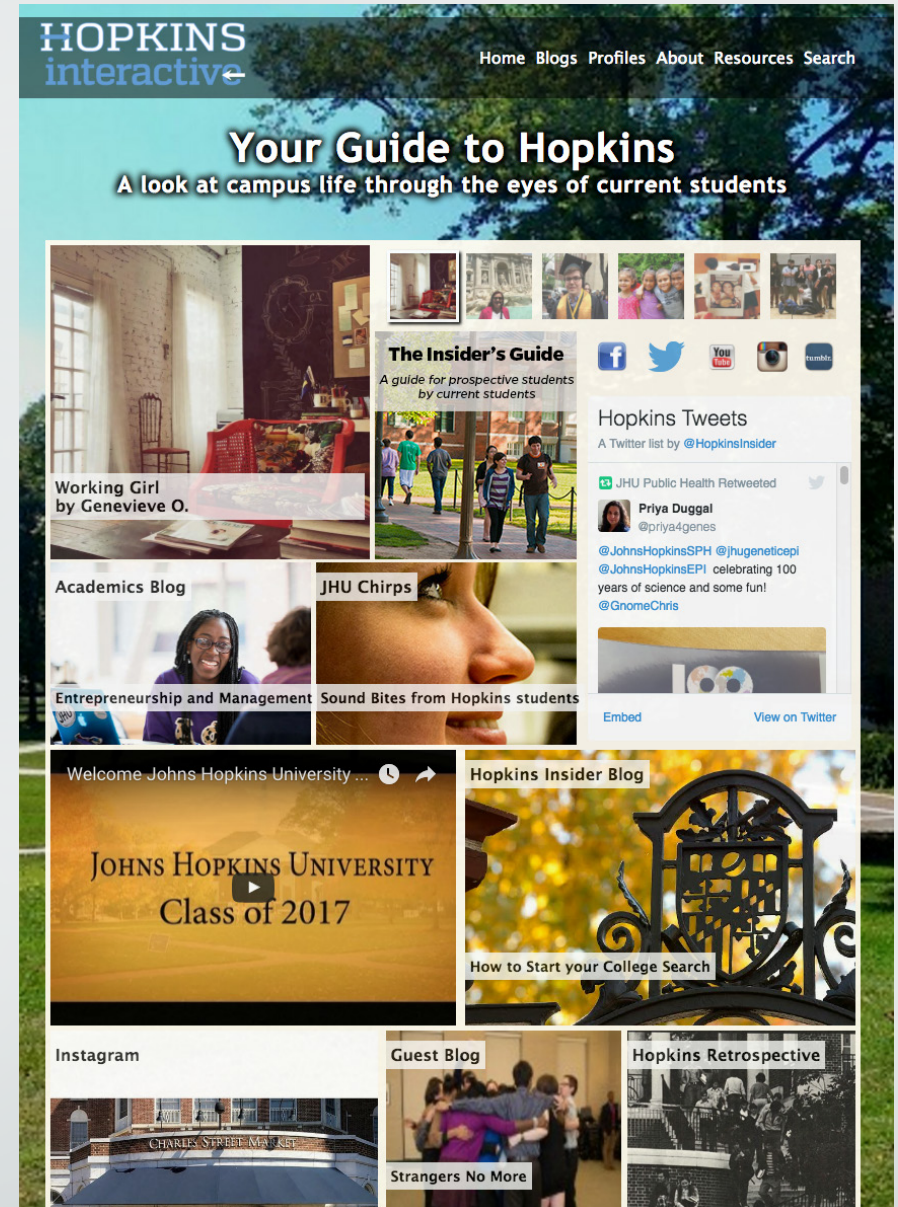 HOPKINS
interactive
Home Blogs Profiles About Resources Search
Your Guide to Hopkins
A look at campus life through the eyes of current students
Working Girl
by Genevieve O.
The Insider's Guide
A guide for prospective students
by current students
You
Tube
tumblr.
Hopkins Tweets
A Twitter list by @HopkinsInsider
JHU Public Health Retweeted
Priya Duggal
@priya4genes
@JohnsHopkinsSPH @jhugeneticepi
@JohnsHopkinsEPI celebrating 100
years of science and some fun!
@GnomeChris
100
Embed
View on Twitter
Academics Blog
JHU
Entrepreneurship and Management
JHU Chirps
Sound Bites from Hopkins students
Welcome Johns Hopkins University ...
JOHNS HOPKINS UNIVERSITY
Class of 2017
Hopkins Insider Blog
How to Start your College Search
Instagram
CHARLES STREET MARKET
Guest Blog
Strangers No More
Hopkins Retrospective